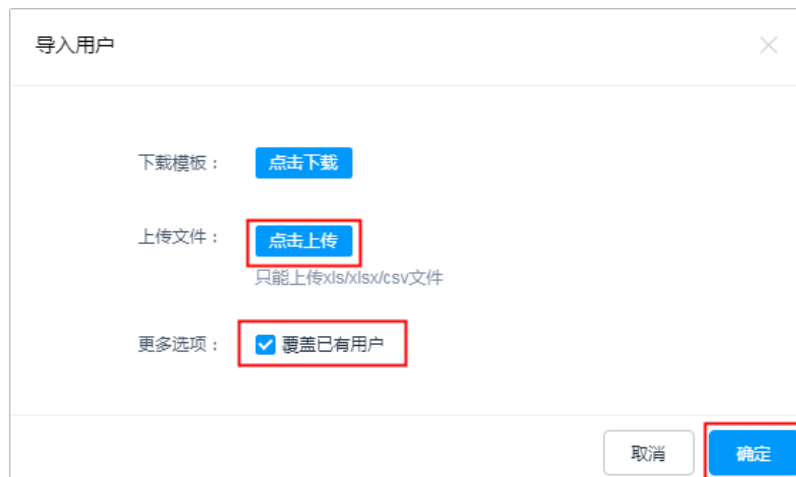 导入用户
下载模板： 点击下载
上传文件： 点击上传
只能上传xls/xlsx/csv文件
更多选项： 覆盖已有用户
取消 确定